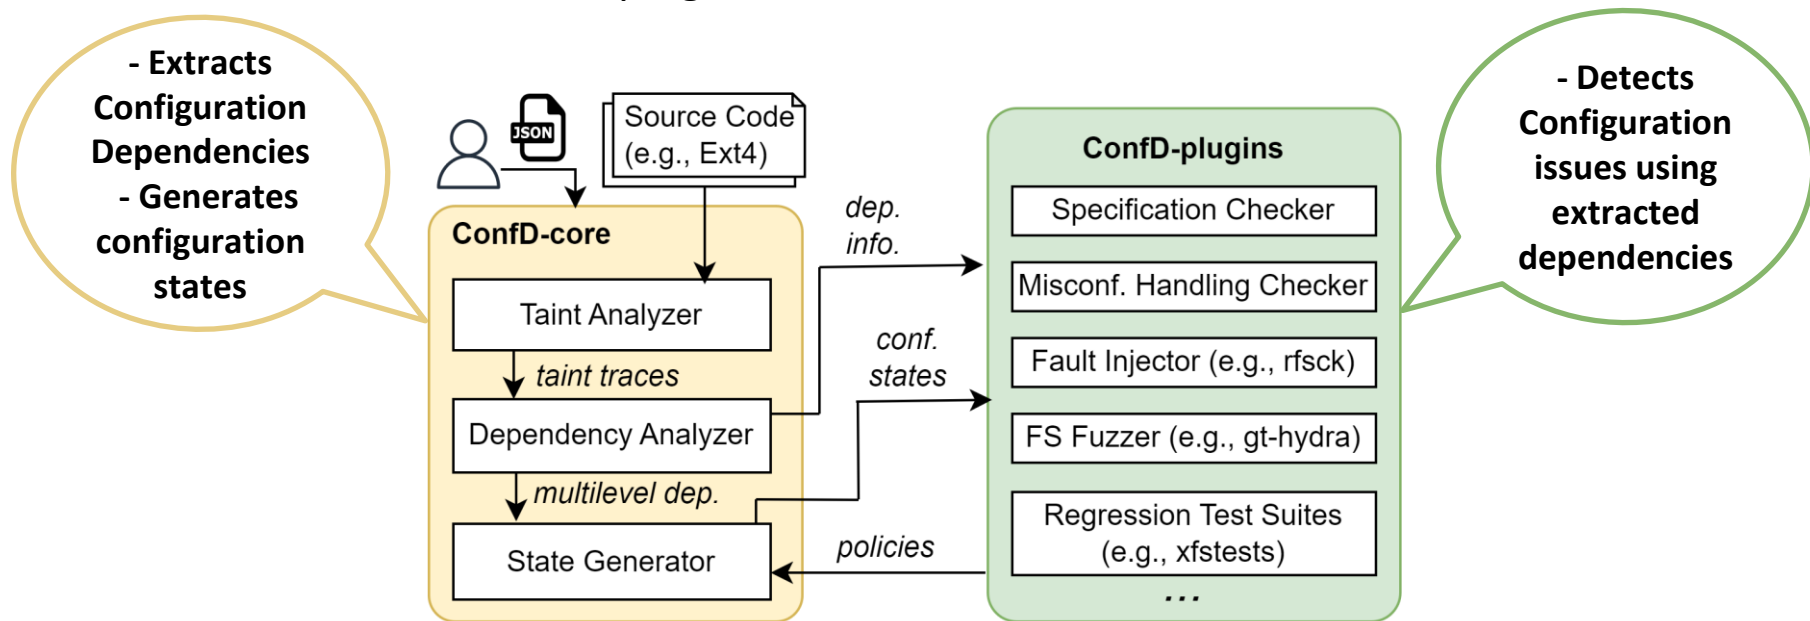 - Extracts
Configuration
Dependencies
- Generates
configuration
states
JSON
Source Code
(e.g., Ext4)
ConfD-core
Taint Analyzer
taint traces
Dependency Analyzer
multilevel dep.
State Generator
dep.
info.
conf.
states
policies
ConfD-plugins
Specification Checker
Misconf. Handling Checker
Fault Injector (e.g., rfsck)
FS Fuzzer (e.g., gt-hydra)
Regression Test Suites
(e.g., xfstests)
...
- Detects
Configuration
issues using
extracted
dependencies